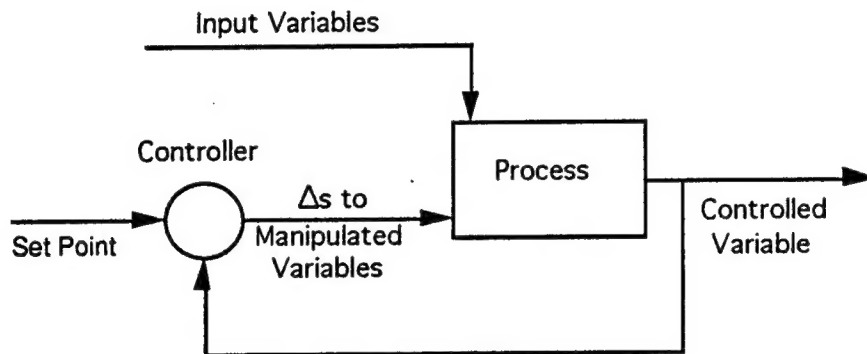 Input Variables
Controller
Process
Δs to
Manipulated
Variables
Set Point
Controlled
Variable